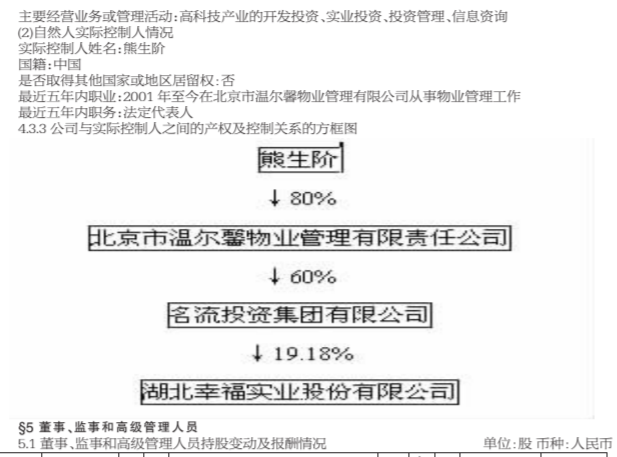 主要经营业务或管理活动:高科技产业的开发投资、实业投资、投资管理、信息资询
(2)自然人实际控制人情况
实际控制人姓名:熊生阶
国籍:中国
是否取得其他国家或地区居留权:否
最近五年内职业:2001 年至今在北京市温尔馨物业管理有限公司从事物业管理工作
最近五年内职务:法定代表人
4.3.3 公司与实际控制人之间的产权及控制关系的方框图
熊生阶
↓ 80%
北京市温尔馨物业管理有限责任公司
↓ 60%
名流投资集团有限公司
↓ 19.18%
湖北幸福实业股份有限公司
§5 董事、监事和高级管理人员
5.1 董事、监事和高级管理人员持股变动及报酬情况 单位:股 币种:人民币